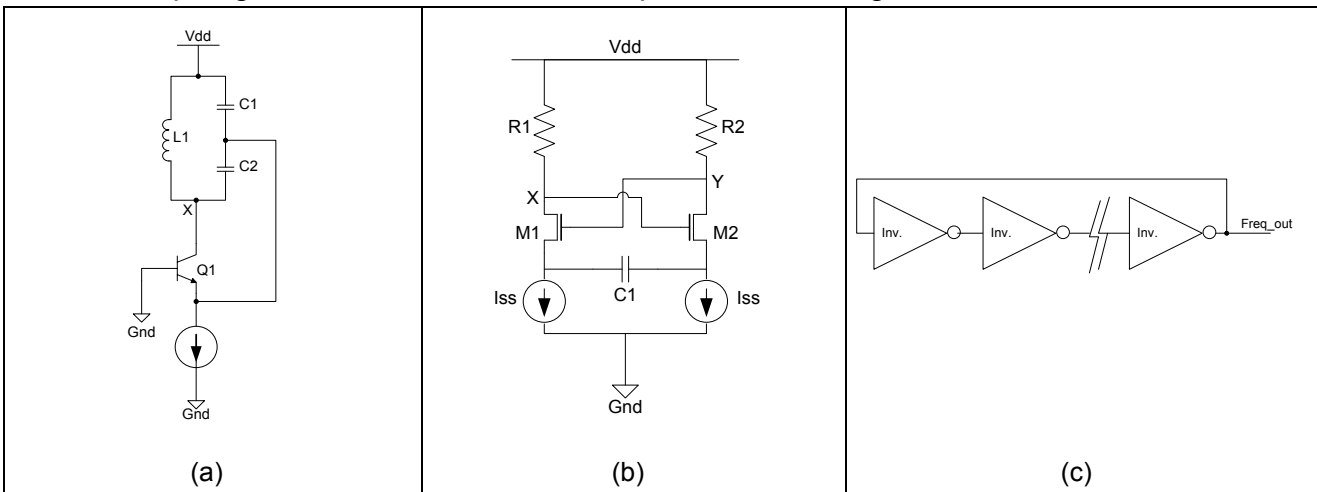 Vdd
C1
L1
C2
X
Q1
Gnd
Gnd
(a)
Vdd
R1
R2
X
Y
M1
M2
C1
Iss
Iss
Gnd
(b)
Inv.
Inv.
Inv.
Freq_out
(c)